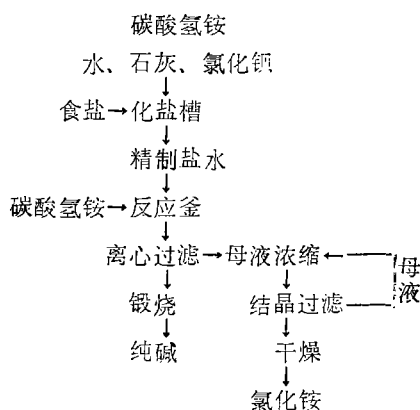 碳酸氢铵
水、石灰、氯化钡
↓
食盐→化盐槽
↓
精制盐水
↓
碳酸氢铵→反应釜
↓
离心过滤→母液浓缩←母液
↓ ↓
锻烧 结晶过滤
↓ ↓
纯碱 干燥
↓
氯化铵